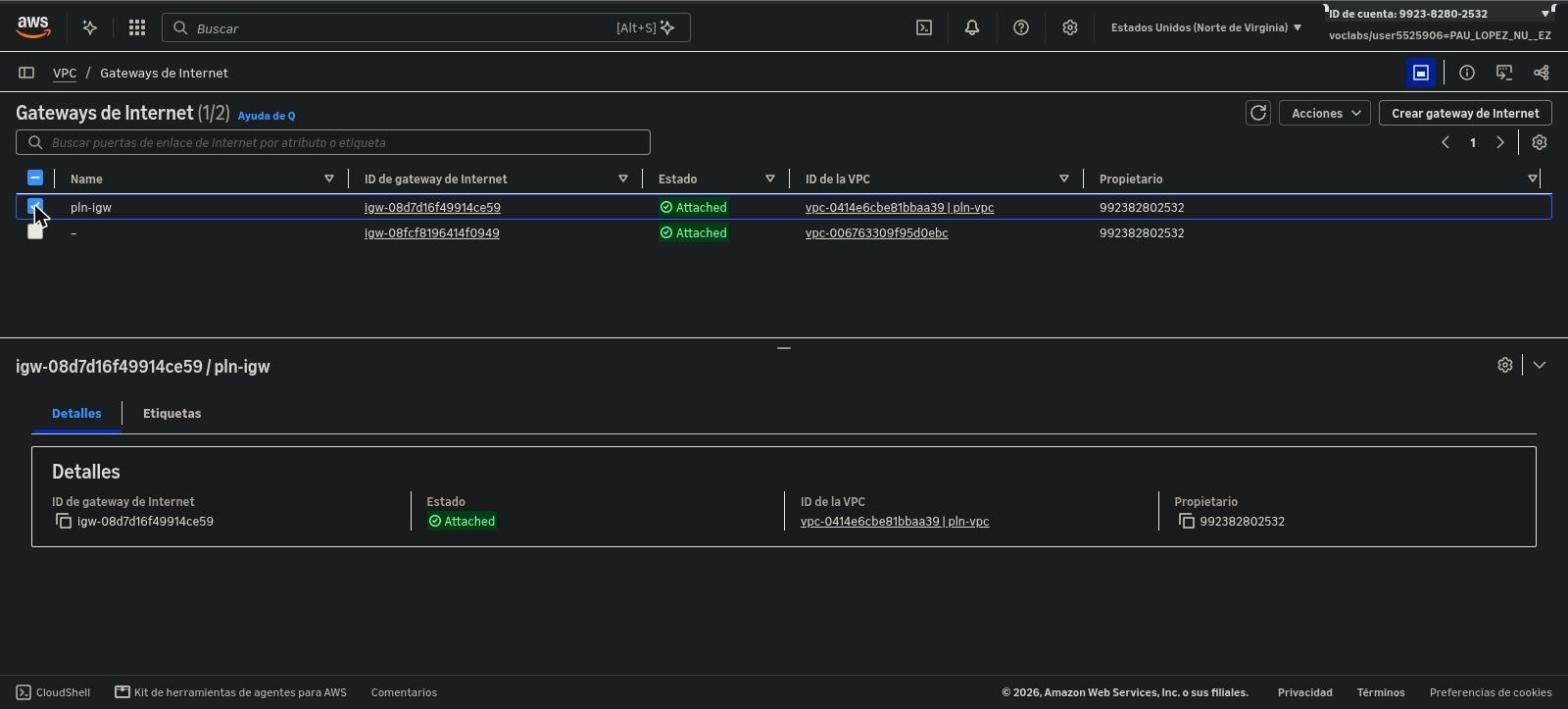 aws
Buscar
[Alt+S]
Estados Unidos (Norte de Virginia)
ID de cuenta: 9923-8280-2532
voclabs/user5525906=PAU_LOPEZ_NU__EZ
VPC / Gateways de Internet
Gateways de Internet (1/2) Ayuda de Q
Acciones
Crear gateway de Internet
Buscar puertas de enlace de Internet por atributo o etiqueta
1
Name ID de gateway de Internet Estado ID de la VPC Propietario
pln-igw igw-08d7d16f49914ce59 Attached vpc-0414e6cbe81bbaa39 | pln-vpc 992382802532
– igw-08fcf8196414f0949 Attached vpc-006763309f95d0ebc 992382802532
igw-08d7d16f49914ce59 / pln-igw
Detalles Etiquetas
Detalles
ID de gateway de Internet Estado ID de la VPC Propietario
igw-08d7d16f49914ce59 Attached vpc-0414e6cbe81bbaa39 | pln-vpc 992382802532
CloudShell Kit de herramientas de agentes para AWS Comentarios © 2026, Amazon Web Services, Inc. o sus filiales. Privacidad Términos Preferencias de cookies